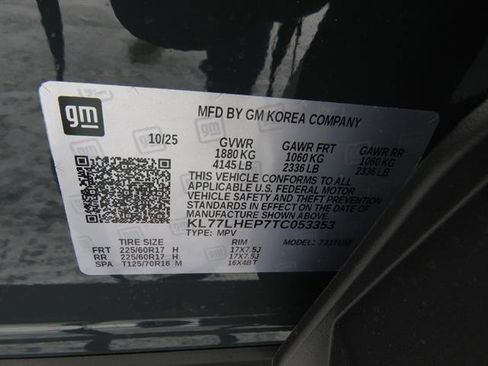 gm
MFD BY GM KOREA COMPANY
10/25 GVWR GAWR FRT GAWR RR
1880 KG 1060 KG 1060 KG
4145 LB 2336 LB 2336 LB
THIS VEHICLE CONFORMS TO ALL
APPLICABLE U.S. FEDERAL MOTOR
VEHICLE SAFETY AND BUMPER
STANDARDS IN EFFECT ON THE DATE
OF MANUFACTURE SHOWN ABOVE.
KL77LHEP7TC053353
TYPE: MPV MODEL:
TIRE SIZE RIM
FRT 225/60R17 H 17X7.5J
RR 225/60R17 H 17X7.5J
SPA T125/70R16 M 16X4BT